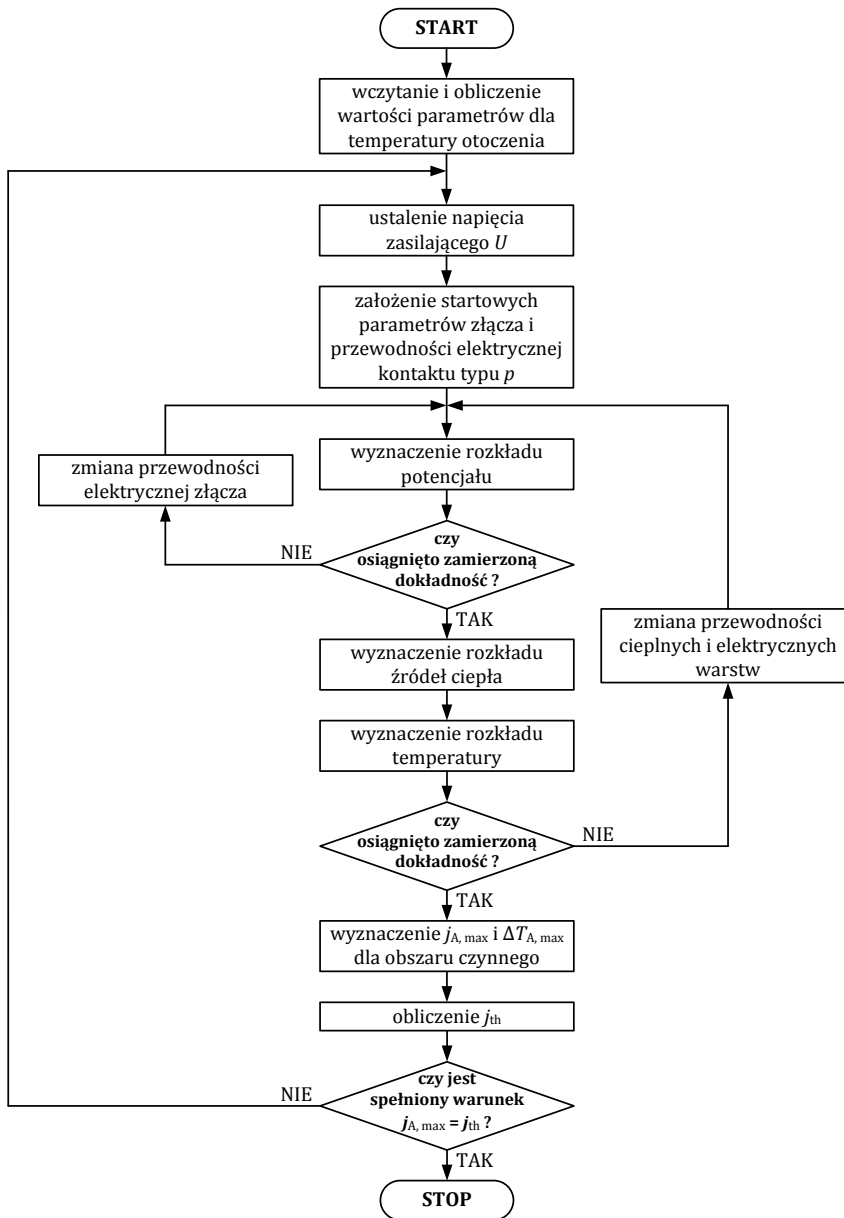 START
wczytanie i obliczenie
wartości parametrów dla
temperatury otoczenia
ustalenie napięcia
zasilającego U
założenie startowych
parametrów złącza i
przewodności elektrycznej
kontaktu typu p
zmiana przewodności
elektrycznej złącza
wyznaczenie rozkładu
potencjału
NIE
czy
osiągnięto zamierzoną
dokładność ?
TAK
zmiana przewodności
cieplnych i elektrycznych
warstw
wyznaczenie rozkładu
źródeł ciepła
wyznaczenie rozkładu
temperatury
czy
osiągnięto zamierzoną
dokładność ?
NIE
TAK
wyznaczenie jA, max i ΔTA, max
dla obszaru czynnego
obliczenie jth
NIE
czy jest
spełniony warunek
jA, max = jth ?
TAK
STOP